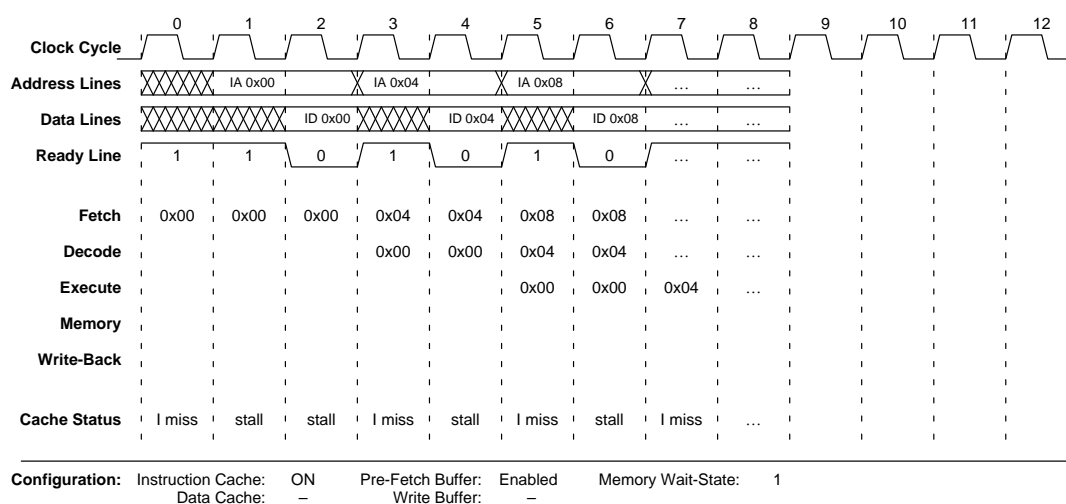 0 1 2 3 4 5 6 7 8 9 10 11 12
Clock Cycle
Address Lines IA 0x00 IA 0x04 IA 0x08 … …
Data Lines ID 0x00 ID 0x04 ID 0x08 … …
Ready Line 1 1 0 1 0 1 0 … …
Fetch 0x00 0x00 0x00 0x04 0x04 0x08 0x08 … …
Decode 0x00 0x00 0x04 0x04 … …
Execute 0x00 0x00 0x04 …
Memory
Write-Back
Cache Status I miss stall stall I miss stall I miss stall I miss …
Configuration: Instruction Cache: ON Pre-Fetch Buffer: Enabled Memory Wait-State: 1
Data Cache: – Write Buffer: –